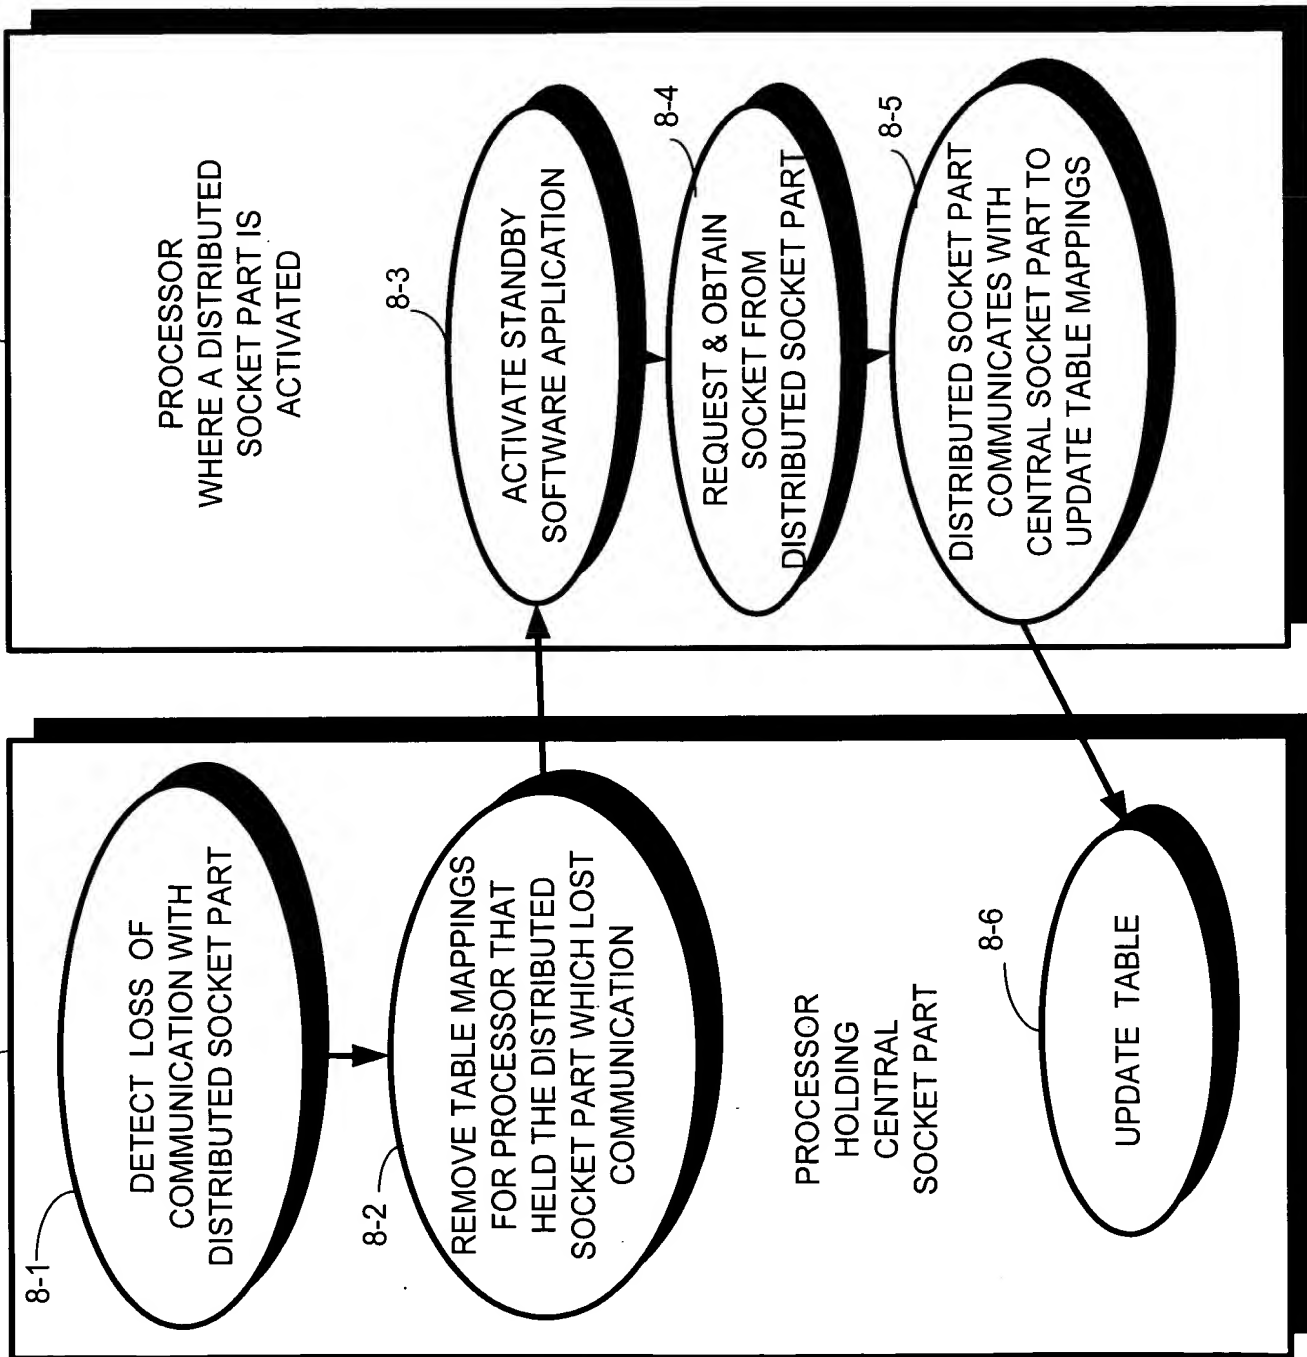 8-1
DETECT LOSS OF
COMMUNICATION WITH
DISTRIBUTED SOCKET PART
8-2
REMOVE TABLE MAPPINGS
FOR PROCESSOR THAT
HELD THE DISTRIBUTED
SOCKET PART WHICH LOST
COMMUNICATION
PROCESSOR
HOLDING
CENTRAL
SOCKET PART
8-6
UPDATE TABLE
PROCESSOR
WHERE A DISTRIBUTED
SOCKET PART IS
ACTIVATED
8-3
ACTIVATE STANDBY
SOFTWARE APPLICATION
8-4
REQUEST & OBTAIN
SOCKET FROM
DISTRIBUTED SOCKET PART
8-5
DISTRIBUTED SOCKET PART
COMMUNICATES WITH
CENTRAL SOCKET PART TO
UPDATE TABLE MAPPINGS